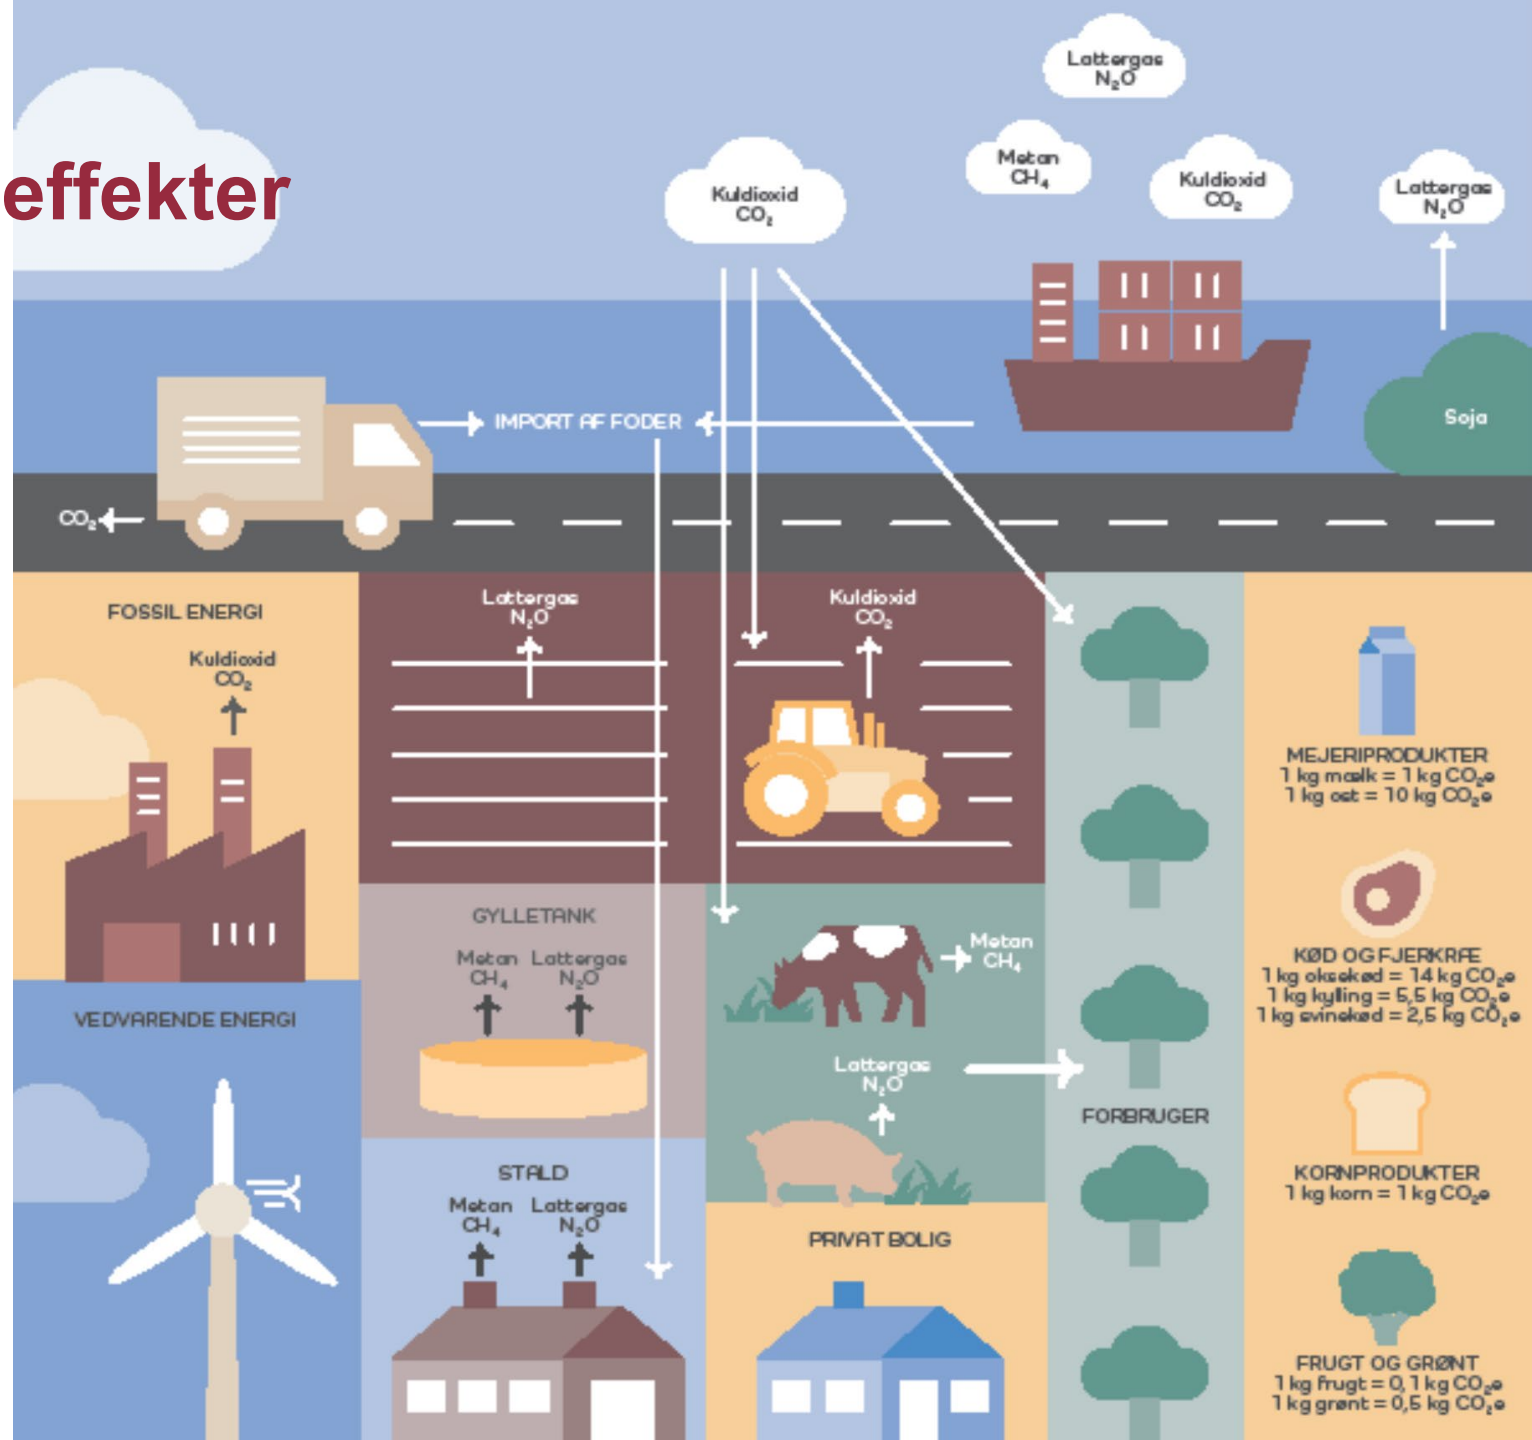 Lattergas
N₂O
Metan
CH₄
Kuldioxid
CO₂
Lattergas
N₂O
effekter
Kuldioxid
CO₂
IMPORT AF FODER
Soja
CO₂
FOSSIL ENERGI
Kuldioxid
CO₂
Lattergas
N₂O
Kuldioxid
CO₂
MEJERIPRODUKTER
1 kg mælk = 1 kg CO₂e
1 kg ost = 10 kg CO₂e
GYLLETANK
Metan
CH₄
Lattergas
N₂O
Metan
CH₄
KØD OG FJERKRÆ
1 kg oksekød = 14 kg CO₂e
1 kg kylling = 5,5 kg CO₂e
1 kg svinekød = 2,5 kg CO₂e
VEDVARENDE ENERGI
Lattergas
N₂O
FORBRUGER
STALD
Metan
CH₄
Lattergas
N₂O
KORNPRODUKTER
1 kg korn = 1 kg CO₂e
PRIVAT BOLIG
FRUGT OG GRØNT
1 kg frugt = 0,1 kg CO₂e
1 kg grønt = 0,5 kg CO₂e